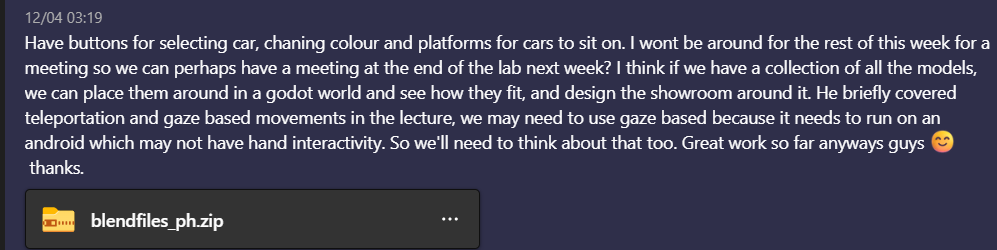 12/04 03:19
Have buttons for selecting car, chaning colour and platforms for cars to sit on. I wont be around for the rest of this week for a
meeting so we can perhaps have a meeting at the end of the lab next week? I think if we have a collection of all the models,
we can place them around in a godot world and see how they fit, and design the showroom around it. He briefly covered
teleportation and gaze based movements in the lecture, we may need to use gaze based because it needs to run on an
android which may not have hand interactivity. So we'll need to think about that too. Great work so far anyways guys 😊
thanks.
blendfiles_ph.zip